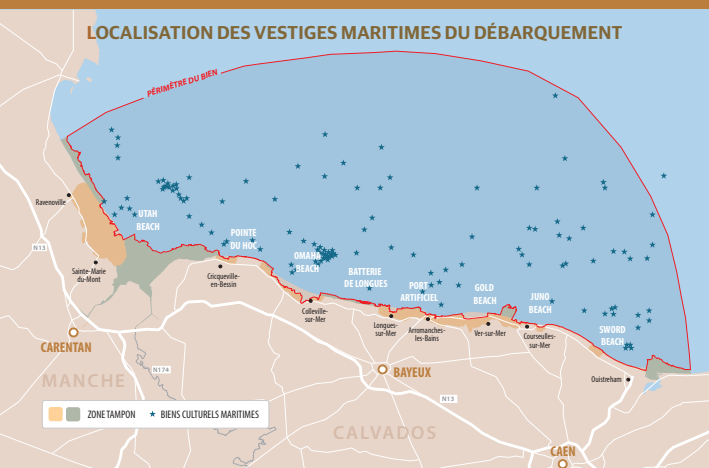 LOCALISATION DES VESTIGES MARITIMES DU DÉBARQUEMENT
PÉRIMÈTRE DU BIEN
Ravenoville
UTAH
BEACH
POINTE
DU HOC
N13
OMAHA
BEACH
BATTERIE
DE LONGUES
PORT
ARTIFICIEL
GOLD
BEACH
JUNO
BEACH
SWORD
BEACH
Sainte-Marie
du-Mont
Cricqueville-
en-Bessin
Colleville-
sur-Mer
Longues-
sur-Mer
Arromanches-
les-Bains
Ver-sur-Mer
Courseulles-
sur-Mer
Ouistreham
CARENTAN
N174
BAYEUX
MANCHE
N13
ZONE TAMPON
BIENS CULTURELS MARITIMES
CALVADOS
CAEN